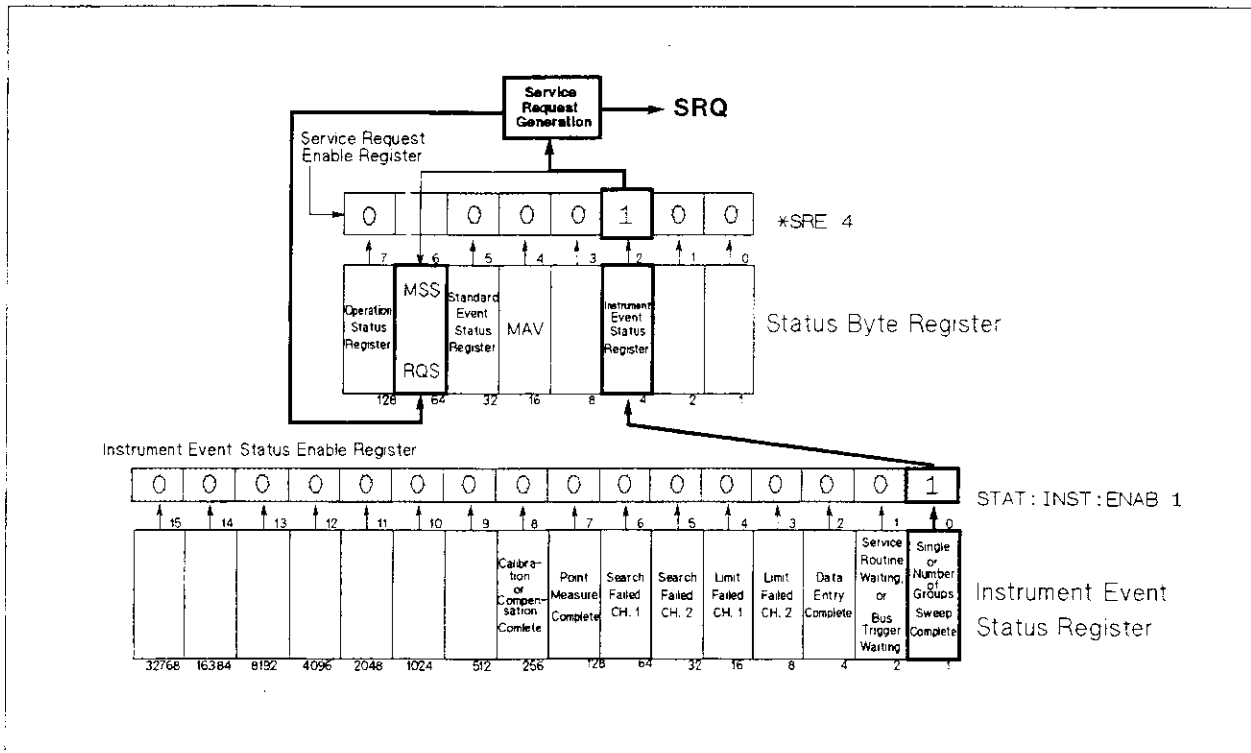 Service
Request
Generation
SRQ
Service Request
Enable Register
0 0 0 0 1 0 0
*SRE 4
7 6 5 4 3 2 1 0
Operation
Status
Register
MSS
RQS
Standard
Event
Status
Register
MAV
Instrument
Event
Status
Register
Status Byte Register
128 64 32 16 8 4 2 1
Instrument Event Status Enable Register
0 0 0 0 0 0 0 0 0 0 0 0 0 0 0 1
STAT:INST:ENAB 1
15 14 13 12 11 10 9 8 7 6 5 4 3 2 1 0
Calibra-
tion
or
Compen-
sation
Comlete
Point
Measure
Complete
Search
Failed
CH. 1
Search
Failed
CH. 2
Limit
Failed
CH. 1
Limit
Failed
CH. 2
Data
Entry
Complete
Service
Routine
Waiting,
or
Bus
Trigger
Waiting
Single
or
Number
of
Groups
Sweep
Complete
Instrument Event
Status Register
32768 16384 8192 4096 2048 1024 512 256 128 64 32 16 8 4 2 1